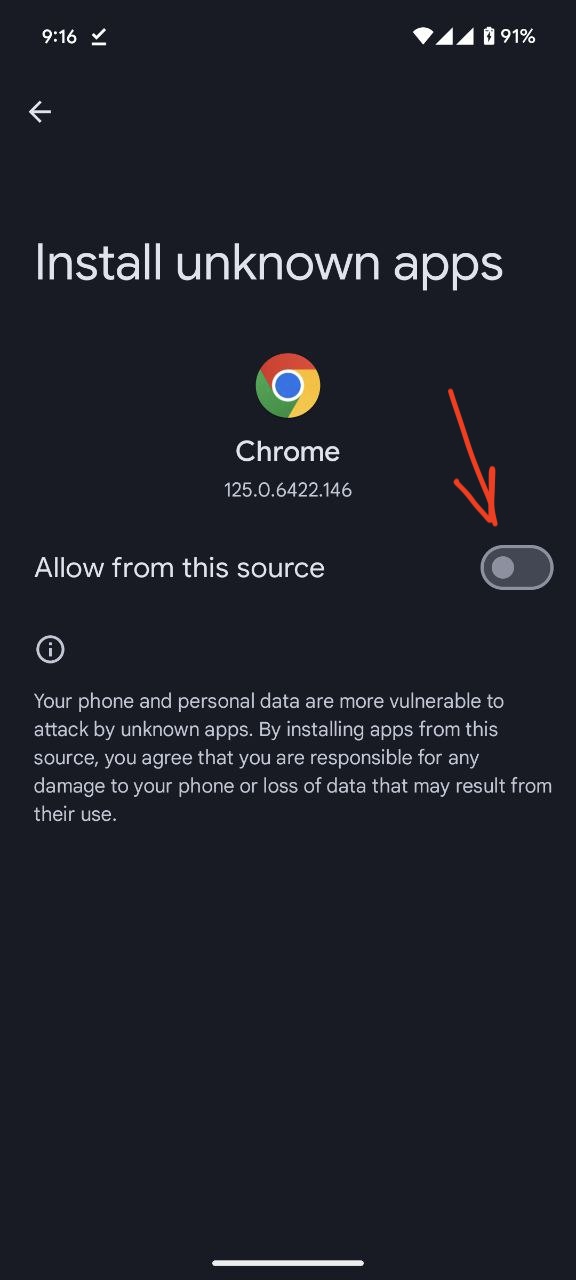 9:16 91%
Install unknown apps
Chrome
125.0.6422.146
Allow from this source
Your phone and personal data are more vulnerable to
attack by unknown apps. By installing apps from this
source, you agree that you are responsible for any
damage to your phone or loss of data that may result from
their use.